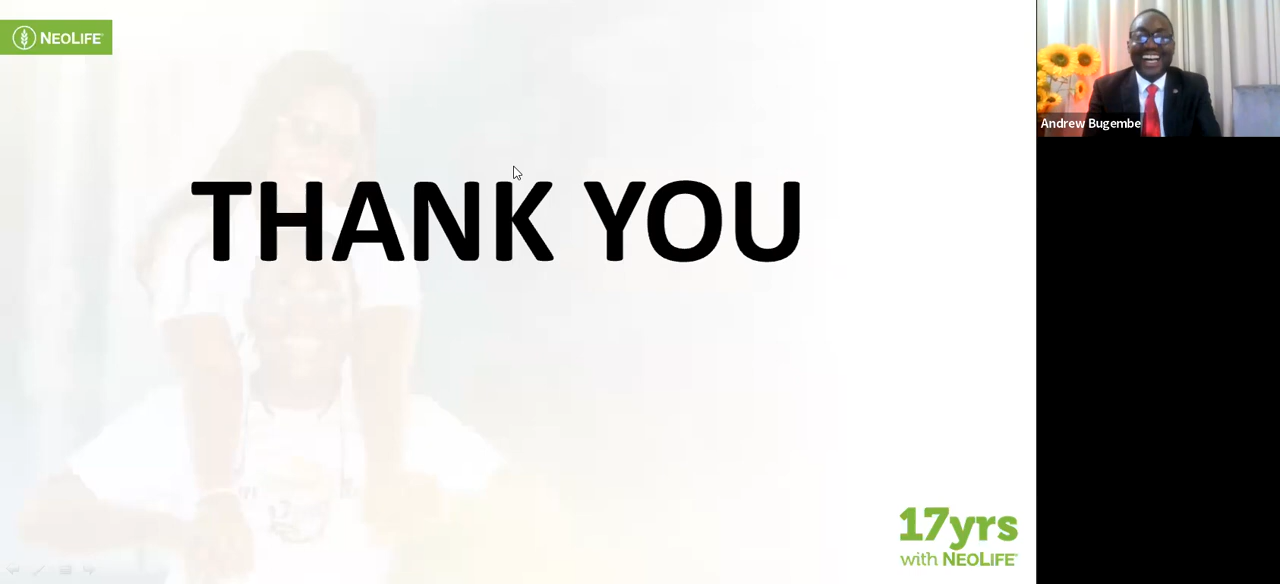 NEOLIFE
THANK YOU
17yrs
with NEOLIFE
Andrew Bugembe